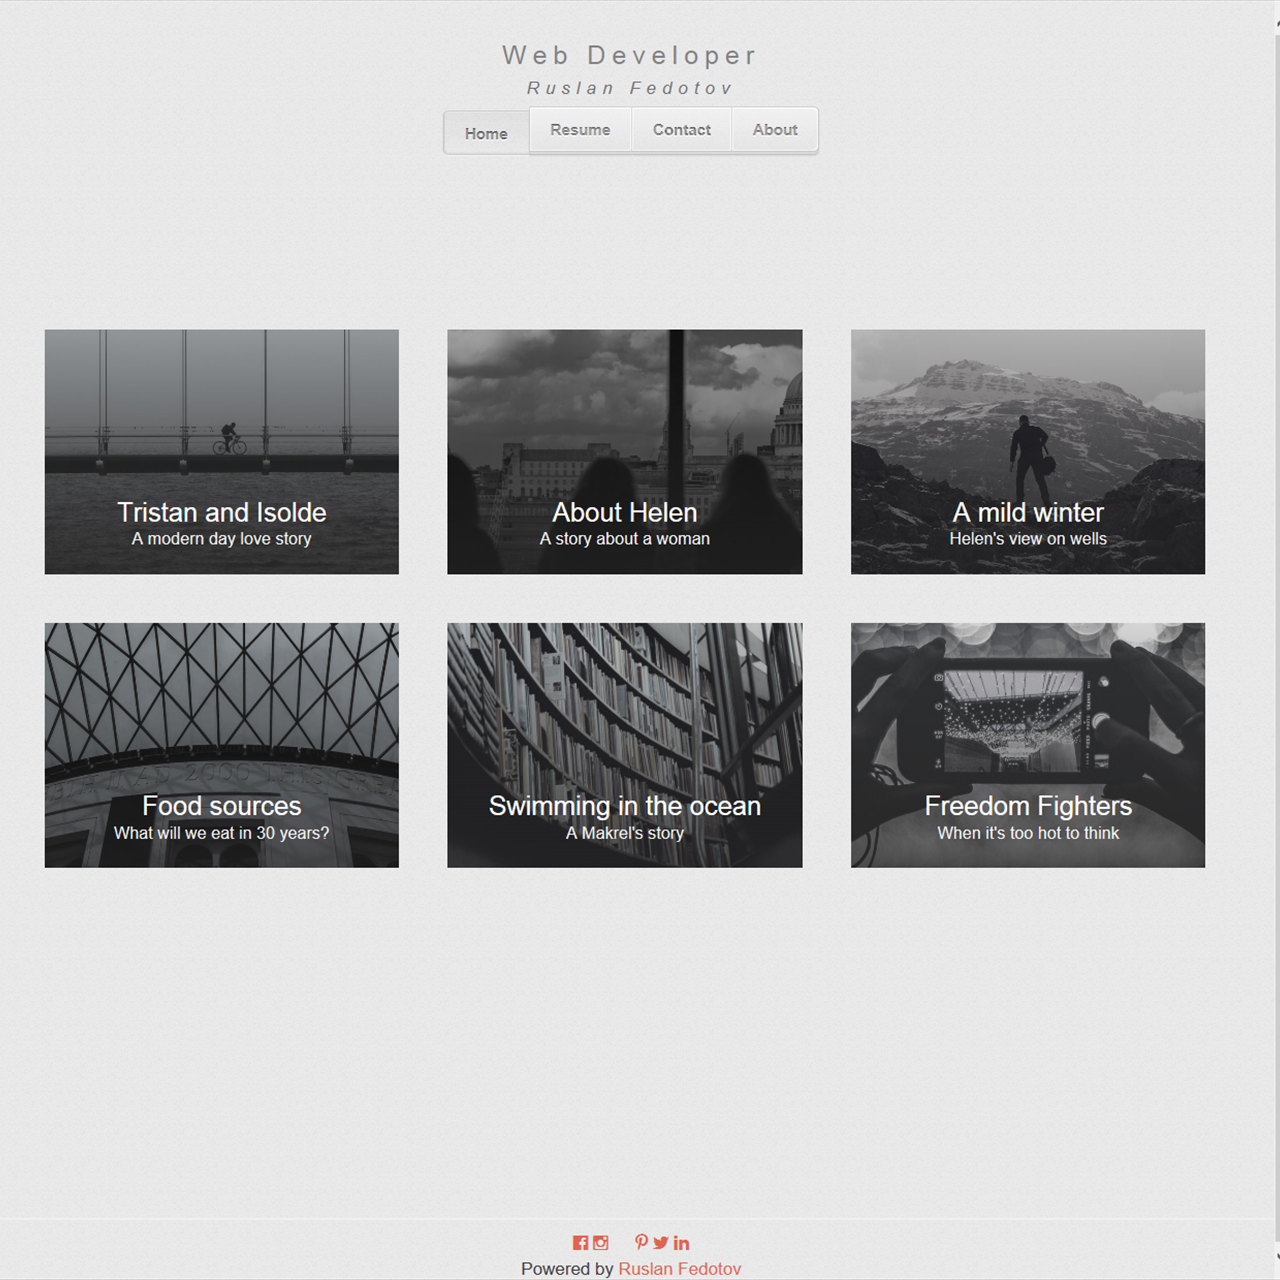 Web Developer
Ruslan Fedotov
Home Resume Contact About
Tristan and Isolde
A modern day love story
About Helen
A story about a woman
A mild winter
Helen's view on wells
Food sources
What will we eat in 30 years?
Swimming in the ocean
A Makrel's story
Freedom Fighters
When it's too hot to think
Powered by Ruslan Fedotov